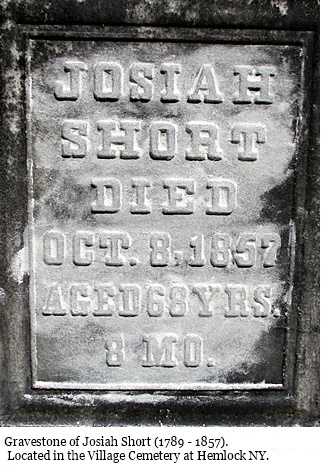 JOSIAH
SHORT
DIED
OCT. 8, 1857
AGED 68 YRS.
8 MO.
Gravestone of Josiah Short (1789 - 1857).
Located in the Village Cemetery at Hemlock NY.